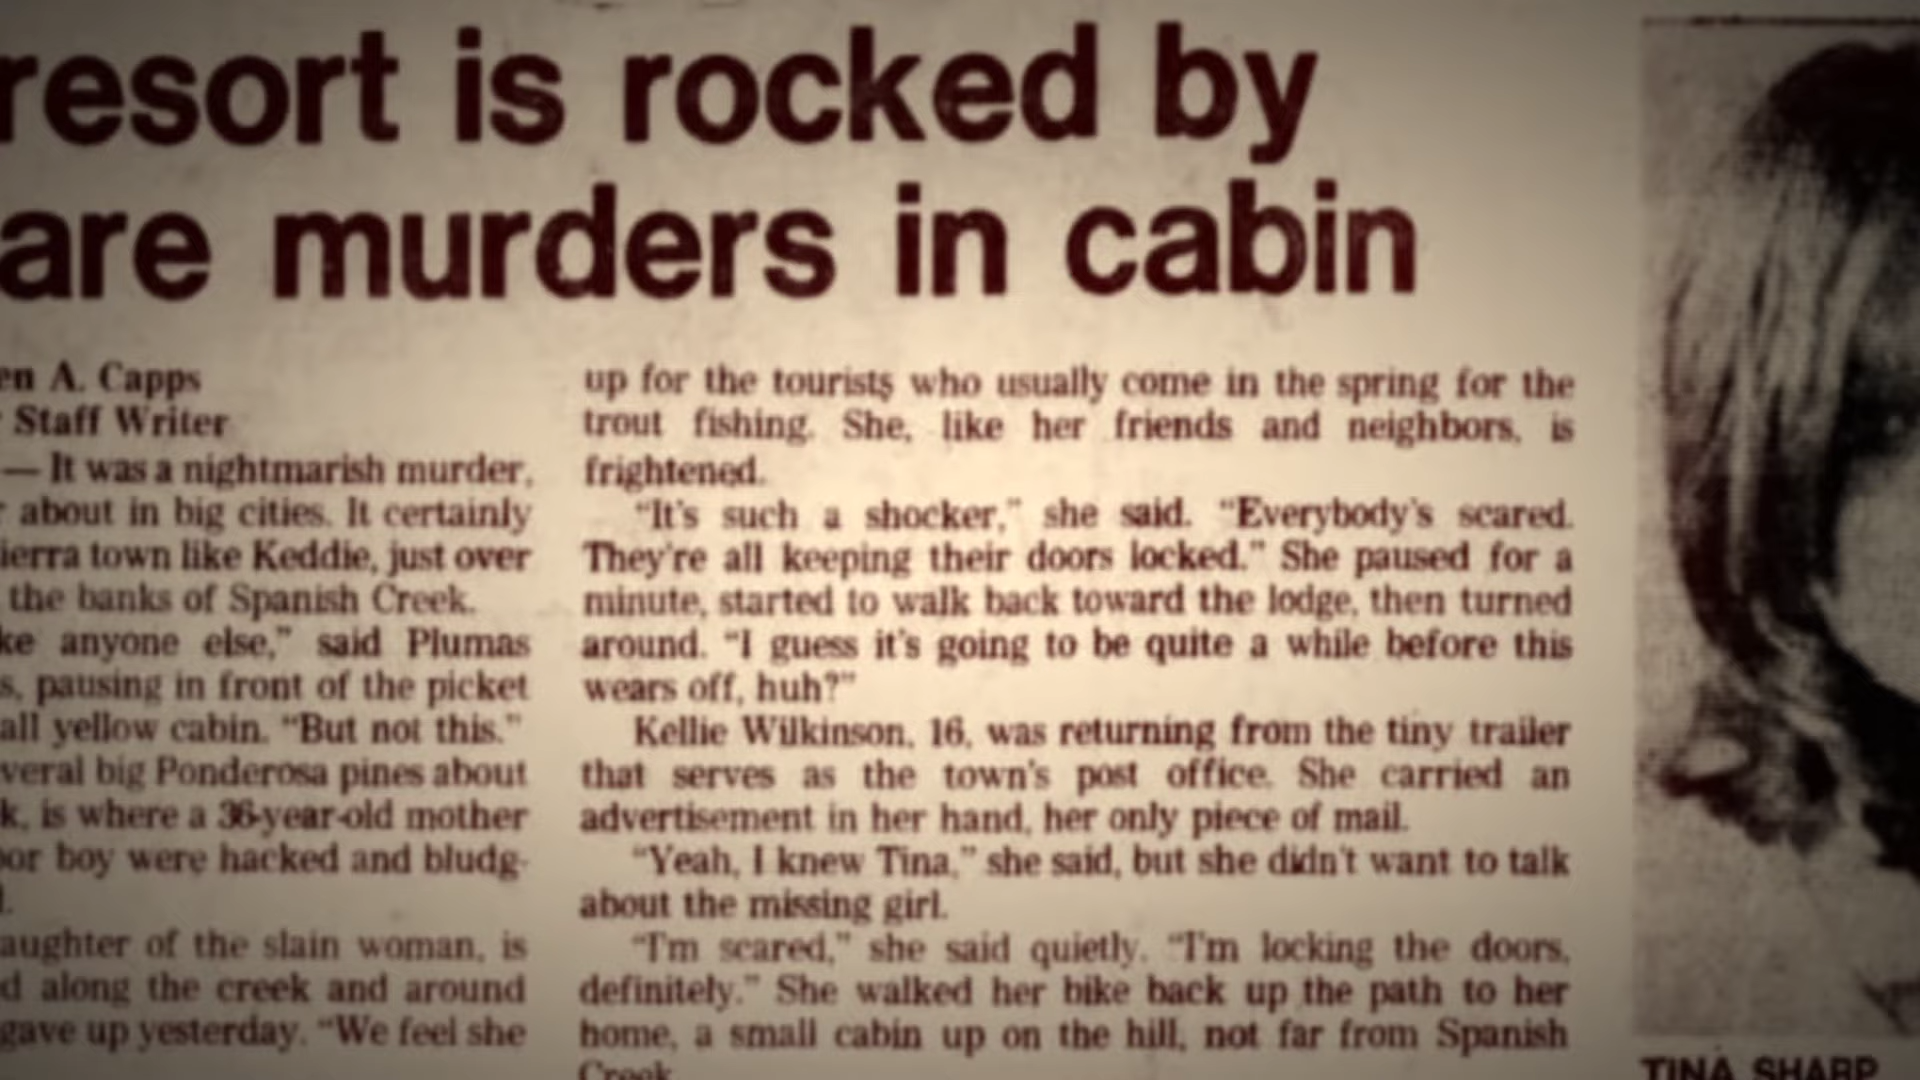 resort is rocked by
are murders in cabin
en A. Capps
Staff Writer
— It was a nightmarish murder,
about in big cities. It certainly
ierra town like Keddie, just over
the banks of Spanish Creek.
ke anyone else,” said Plumas
s, pausing in front of the picket
all yellow cabin. “But not this.”
veral big Ponderosa pines about
k, is where a 36-year-old mother
oor boy were hacked and bludg-
l.
aughter of the slain woman, is
d along the creek and around
gave up yesterday. “We feel she
up for the tourists who usually come in the spring for the
trout fishing. She, like her friends and neighbors, is
frightened.
“It's such a shocker,” she said. “Everybody's scared.
They're all keeping their doors locked.” She paused for a
minute, started to walk back toward the lodge, then turned
around. “I guess it's going to be quite a while before this
wears off, huh?”
Kellie Wilkinson, 16, was returning from the tiny trailer
that serves as the town's post office. She carried an
advertisement in her hand, her only piece of mail.
“Yeah, I knew Tina,” she said, but she didn't want to talk
about the missing girl.
“I'm scared,” she said quietly. “I'm locking the doors,
definitely.” She walked her bike back up the path to her
home, a small cabin up on the hill, not far from Spanish
Creek
TINA SHARP